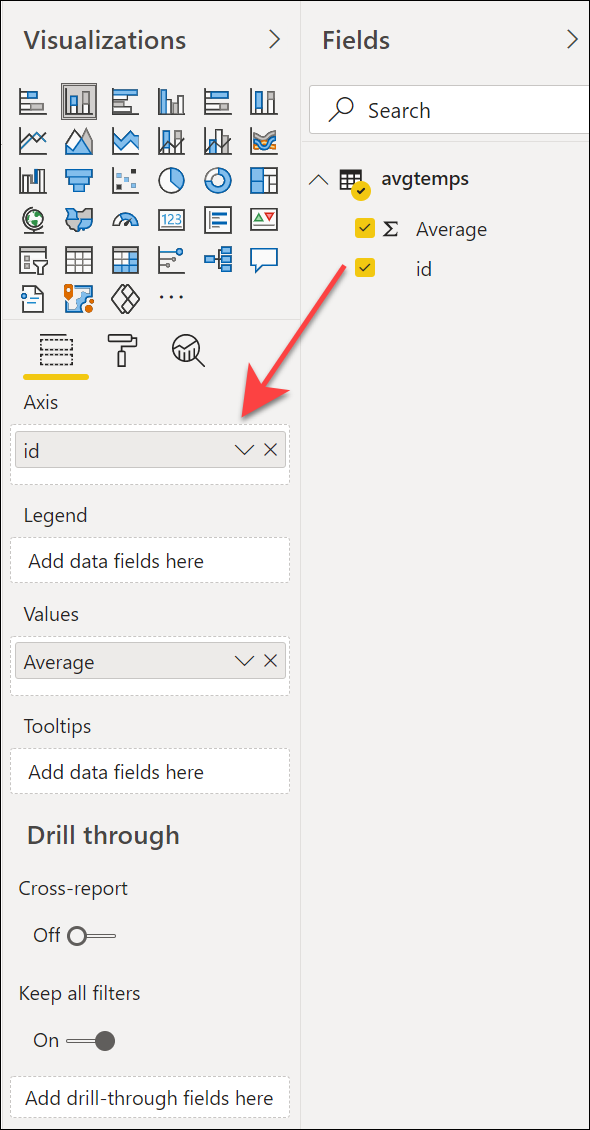 Visualizations
123
Axis
id
Legend
Add data fields here
Values
Average
Tooltips
Add data fields here
Drill through
Cross-report
Off
Keep all filters
On
Add drill-through fields here
Fields
Search
avgtemps
Σ Average
id